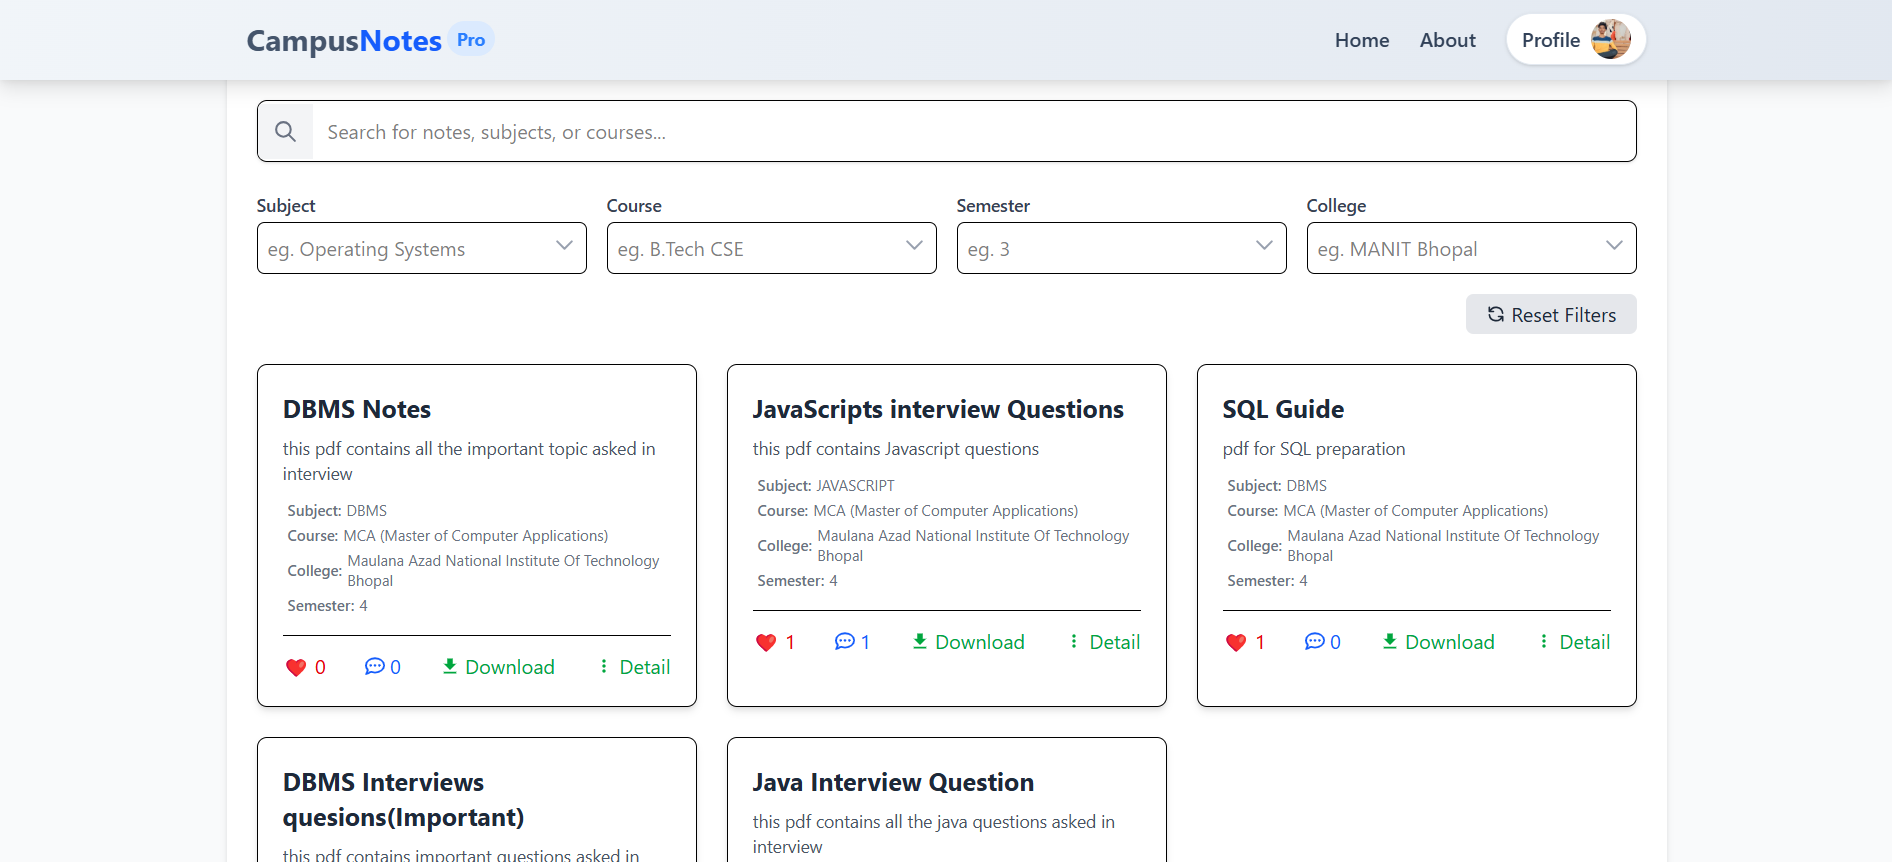 CampusNotes Pro
Home About Profile
Search for notes, subjects, or courses...
Subject Course Semester College
eg. Operating Systems eg. B.Tech CSE eg. 3 eg. MANIT Bhopal
Reset Filters
DBMS Notes
this pdf contains all the important topic asked in
interview
Subject: DBMS
Course: MCA (Master of Computer Applications)
College: Maulana Azad National Institute Of Technology
Bhopal
Semester: 4
0 0 Download Detail
JavaScripts interview Questions
this pdf contains Javascript questions
Subject: JAVASCRIPT
Course: MCA (Master of Computer Applications)
College: Maulana Azad National Institute Of Technology
Bhopal
Semester: 4
1 1 Download Detail
SQL Guide
pdf for SQL preparation
Subject: DBMS
Course: MCA (Master of Computer Applications)
College: Maulana Azad National Institute Of Technology
Bhopal
Semester: 4
1 0 Download Detail
DBMS Interviews
quesions(Important)
this pdf contains important questions asked in
Java Interview Question
this pdf contains all the java questions asked in
interview